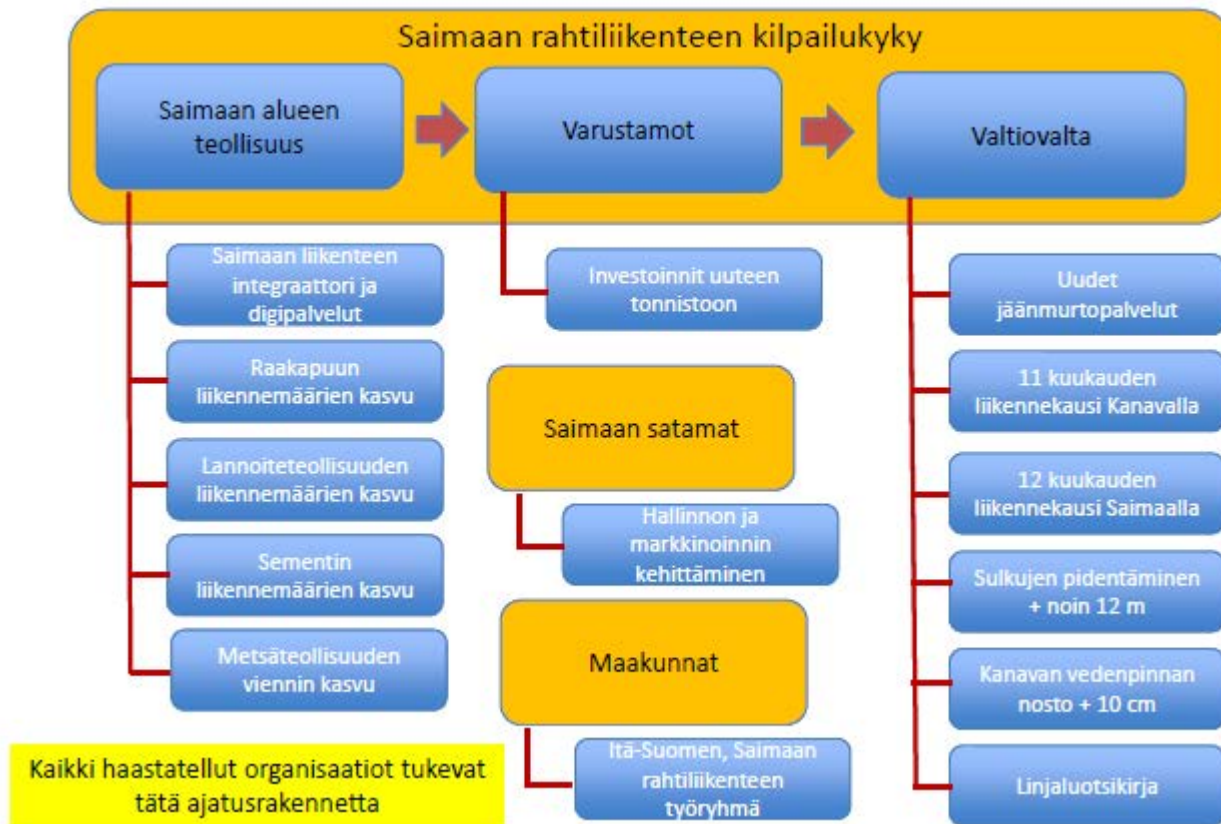 Saimaan rahtiliikenteen kilpailukyky
Saimaan alueen
teollisuus
Varustamot
Valtiovalta
Saimaan liikenteen
integraattori ja
digipalvelut
Raakapuun
liikennemäärien kasvu
Lannoiteteollisuuden
liikennemäärien kasvu
Sementin
liikennemäärien kasvu
Metsäteollisuuden
viennin kasvu
Investoinnit uuteen
tonnistoon
Saimaan satamat
Hallinnon ja
markkinoinnin
kehittäminen
Maakunnat
Itä-Suomen, Saimaan
rahtiliikenteen
työryhmä
Uudet
jäänmurtopalvelut
11 kuukauden
liikennekausi Kanavalla
12 kuukauden
liikennekausi Saimaalla
Sulkujen pidentäminen
+ noin 12 m
Kanavan vedenpinnan
nosto + 10 cm
Linjaluotsikirja
Kaikki haastatellut organisaatiot tukevat
tätä ajatusrakennetta